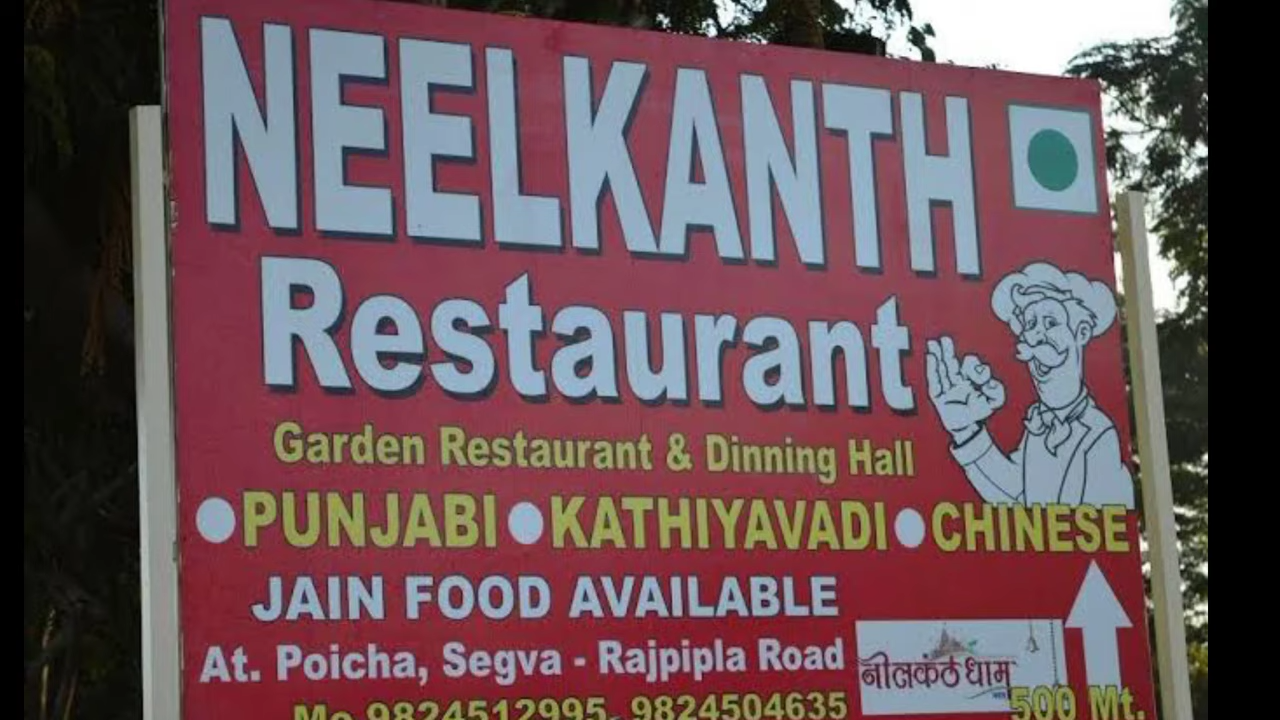 NEELKANTH
Restaurant
Garden Restaurant & Dinning Hall
●PUNJABI ●KATHIYAVADI ●CHINESE
JAIN FOOD AVAILABLE
At. Poicha, Segva - Rajpipla Road
नीलकंठ धाम
Mo.9824512995, 9824504635
500 Mt.